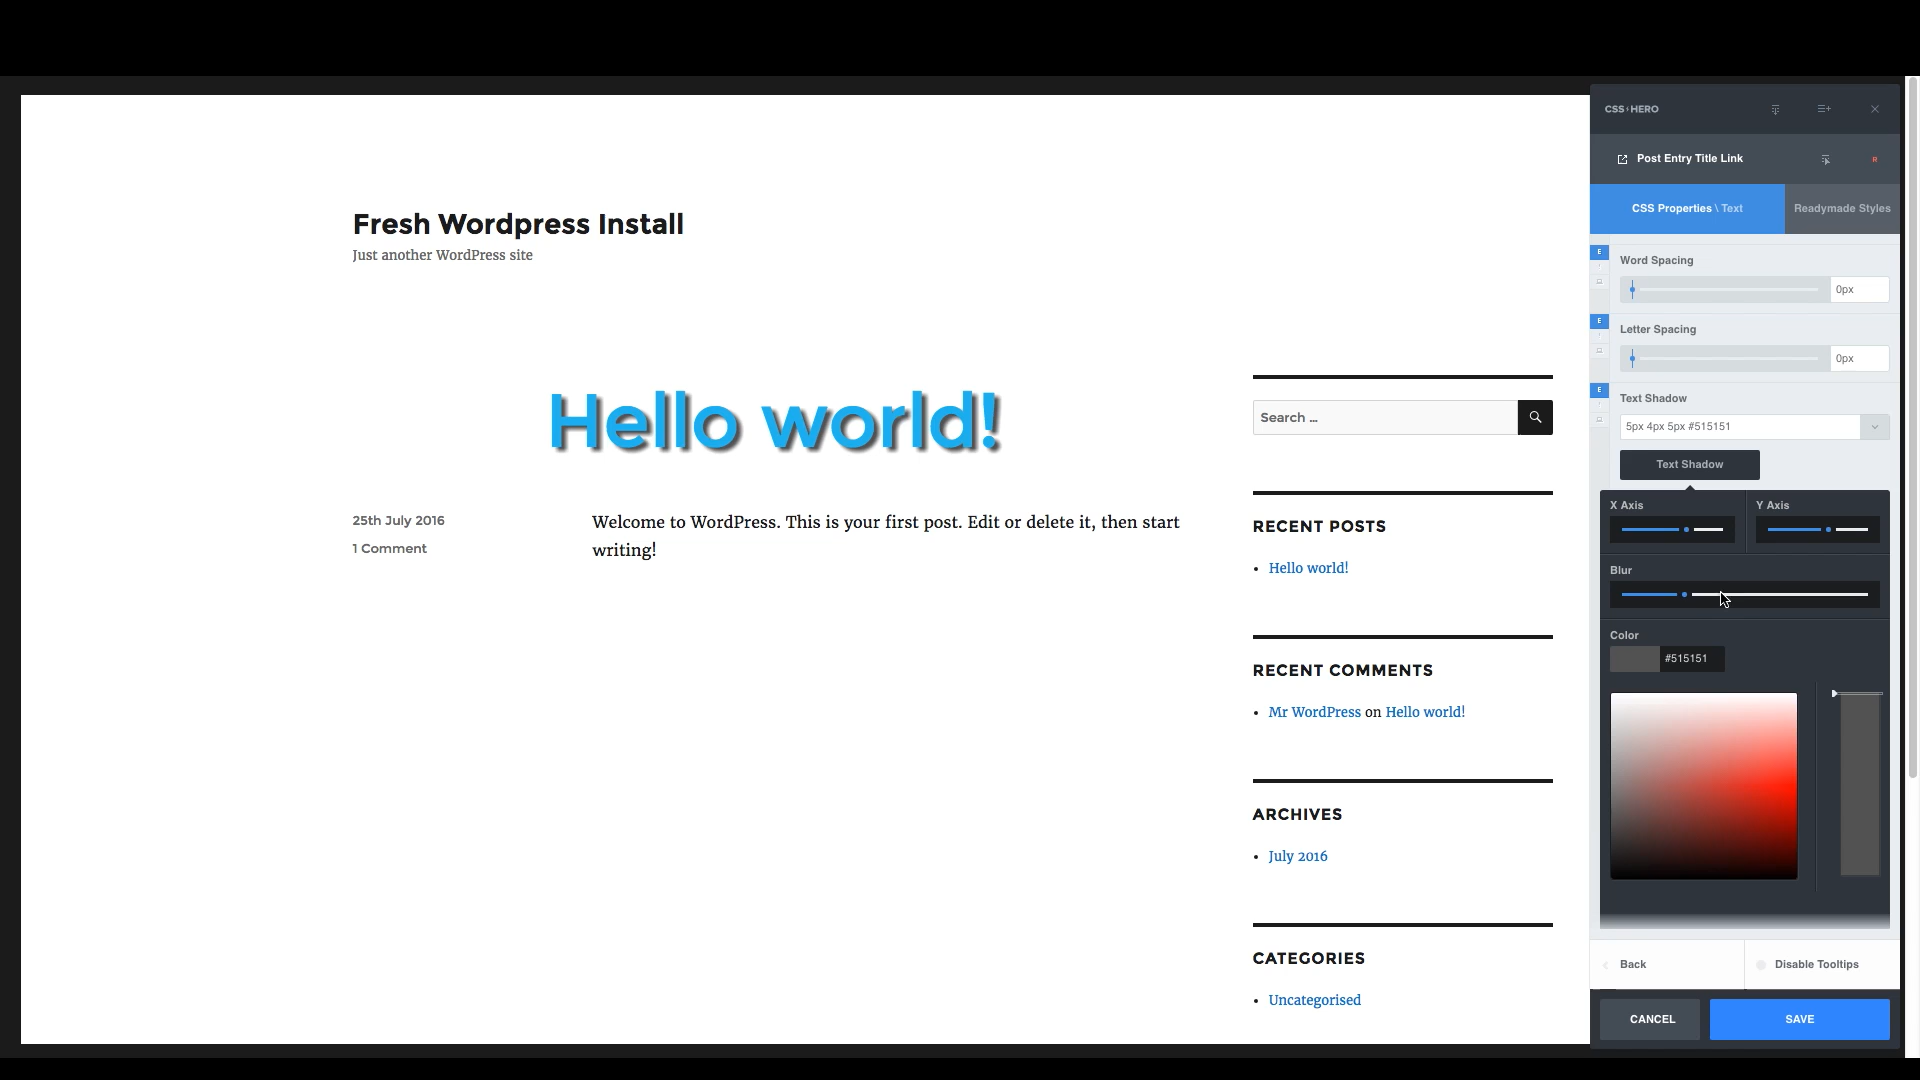 Fresh Wordpress Install
Just another WordPress site
Hello world!
25th July 2016
1 Comment
Welcome to WordPress. This is your first post. Edit or delete it, then start
writing!
Search ...
RECENT POSTS
Hello world!
RECENT COMMENTS
Mr WordPress on Hello world!
ARCHIVES
July 2016
CATEGORIES
Uncategorised
CSS HERO
Post Entry Title Link
R
CSS Properties \ Text
Readymade Styles
E
Word Spacing
0px
E
Letter Spacing
0px
E
Text Shadow
5px 4px 5px #515151
Text Shadow
X Axis
Y Axis
Blur
Color
#515151
Back
Disable Tooltips
CANCEL
SAVE